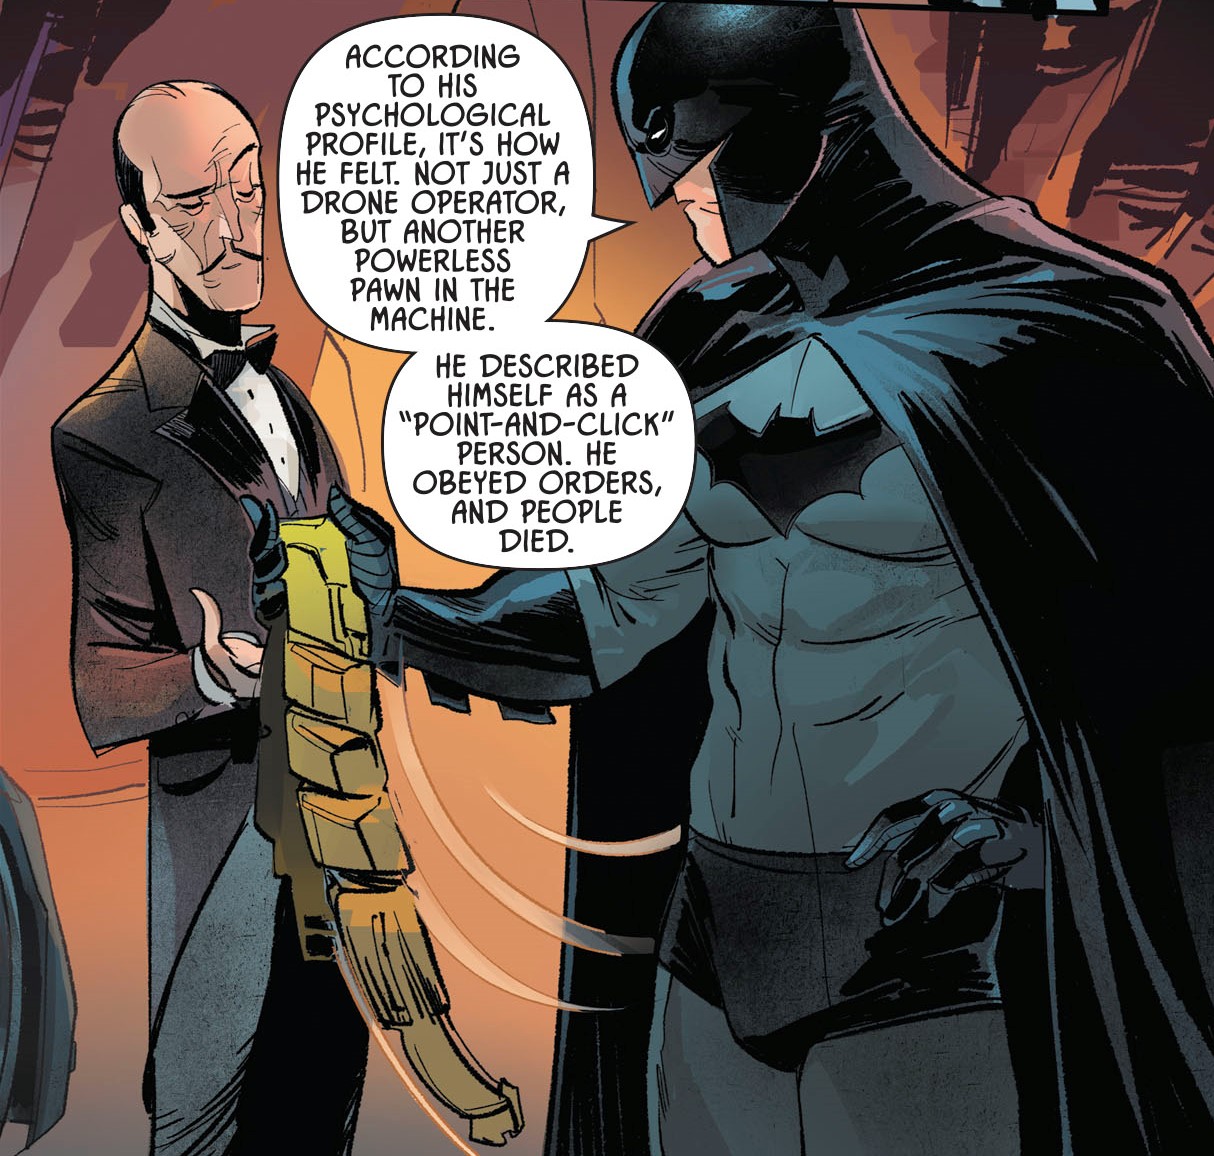 ACCORDING
TO HIS
PSYCHOLOGICAL
PROFILE, IT'S HOW
HE FELT. NOT JUST A
DRONE OPERATOR,
BUT ANOTHER
POWERLESS
PAWN IN THE
MACHINE.
HE DESCRIBED
HIMSELF AS A
"POINT-AND-CLICK"
PERSON. HE
OBEYED ORDERS,
AND PEOPLE
DIED.